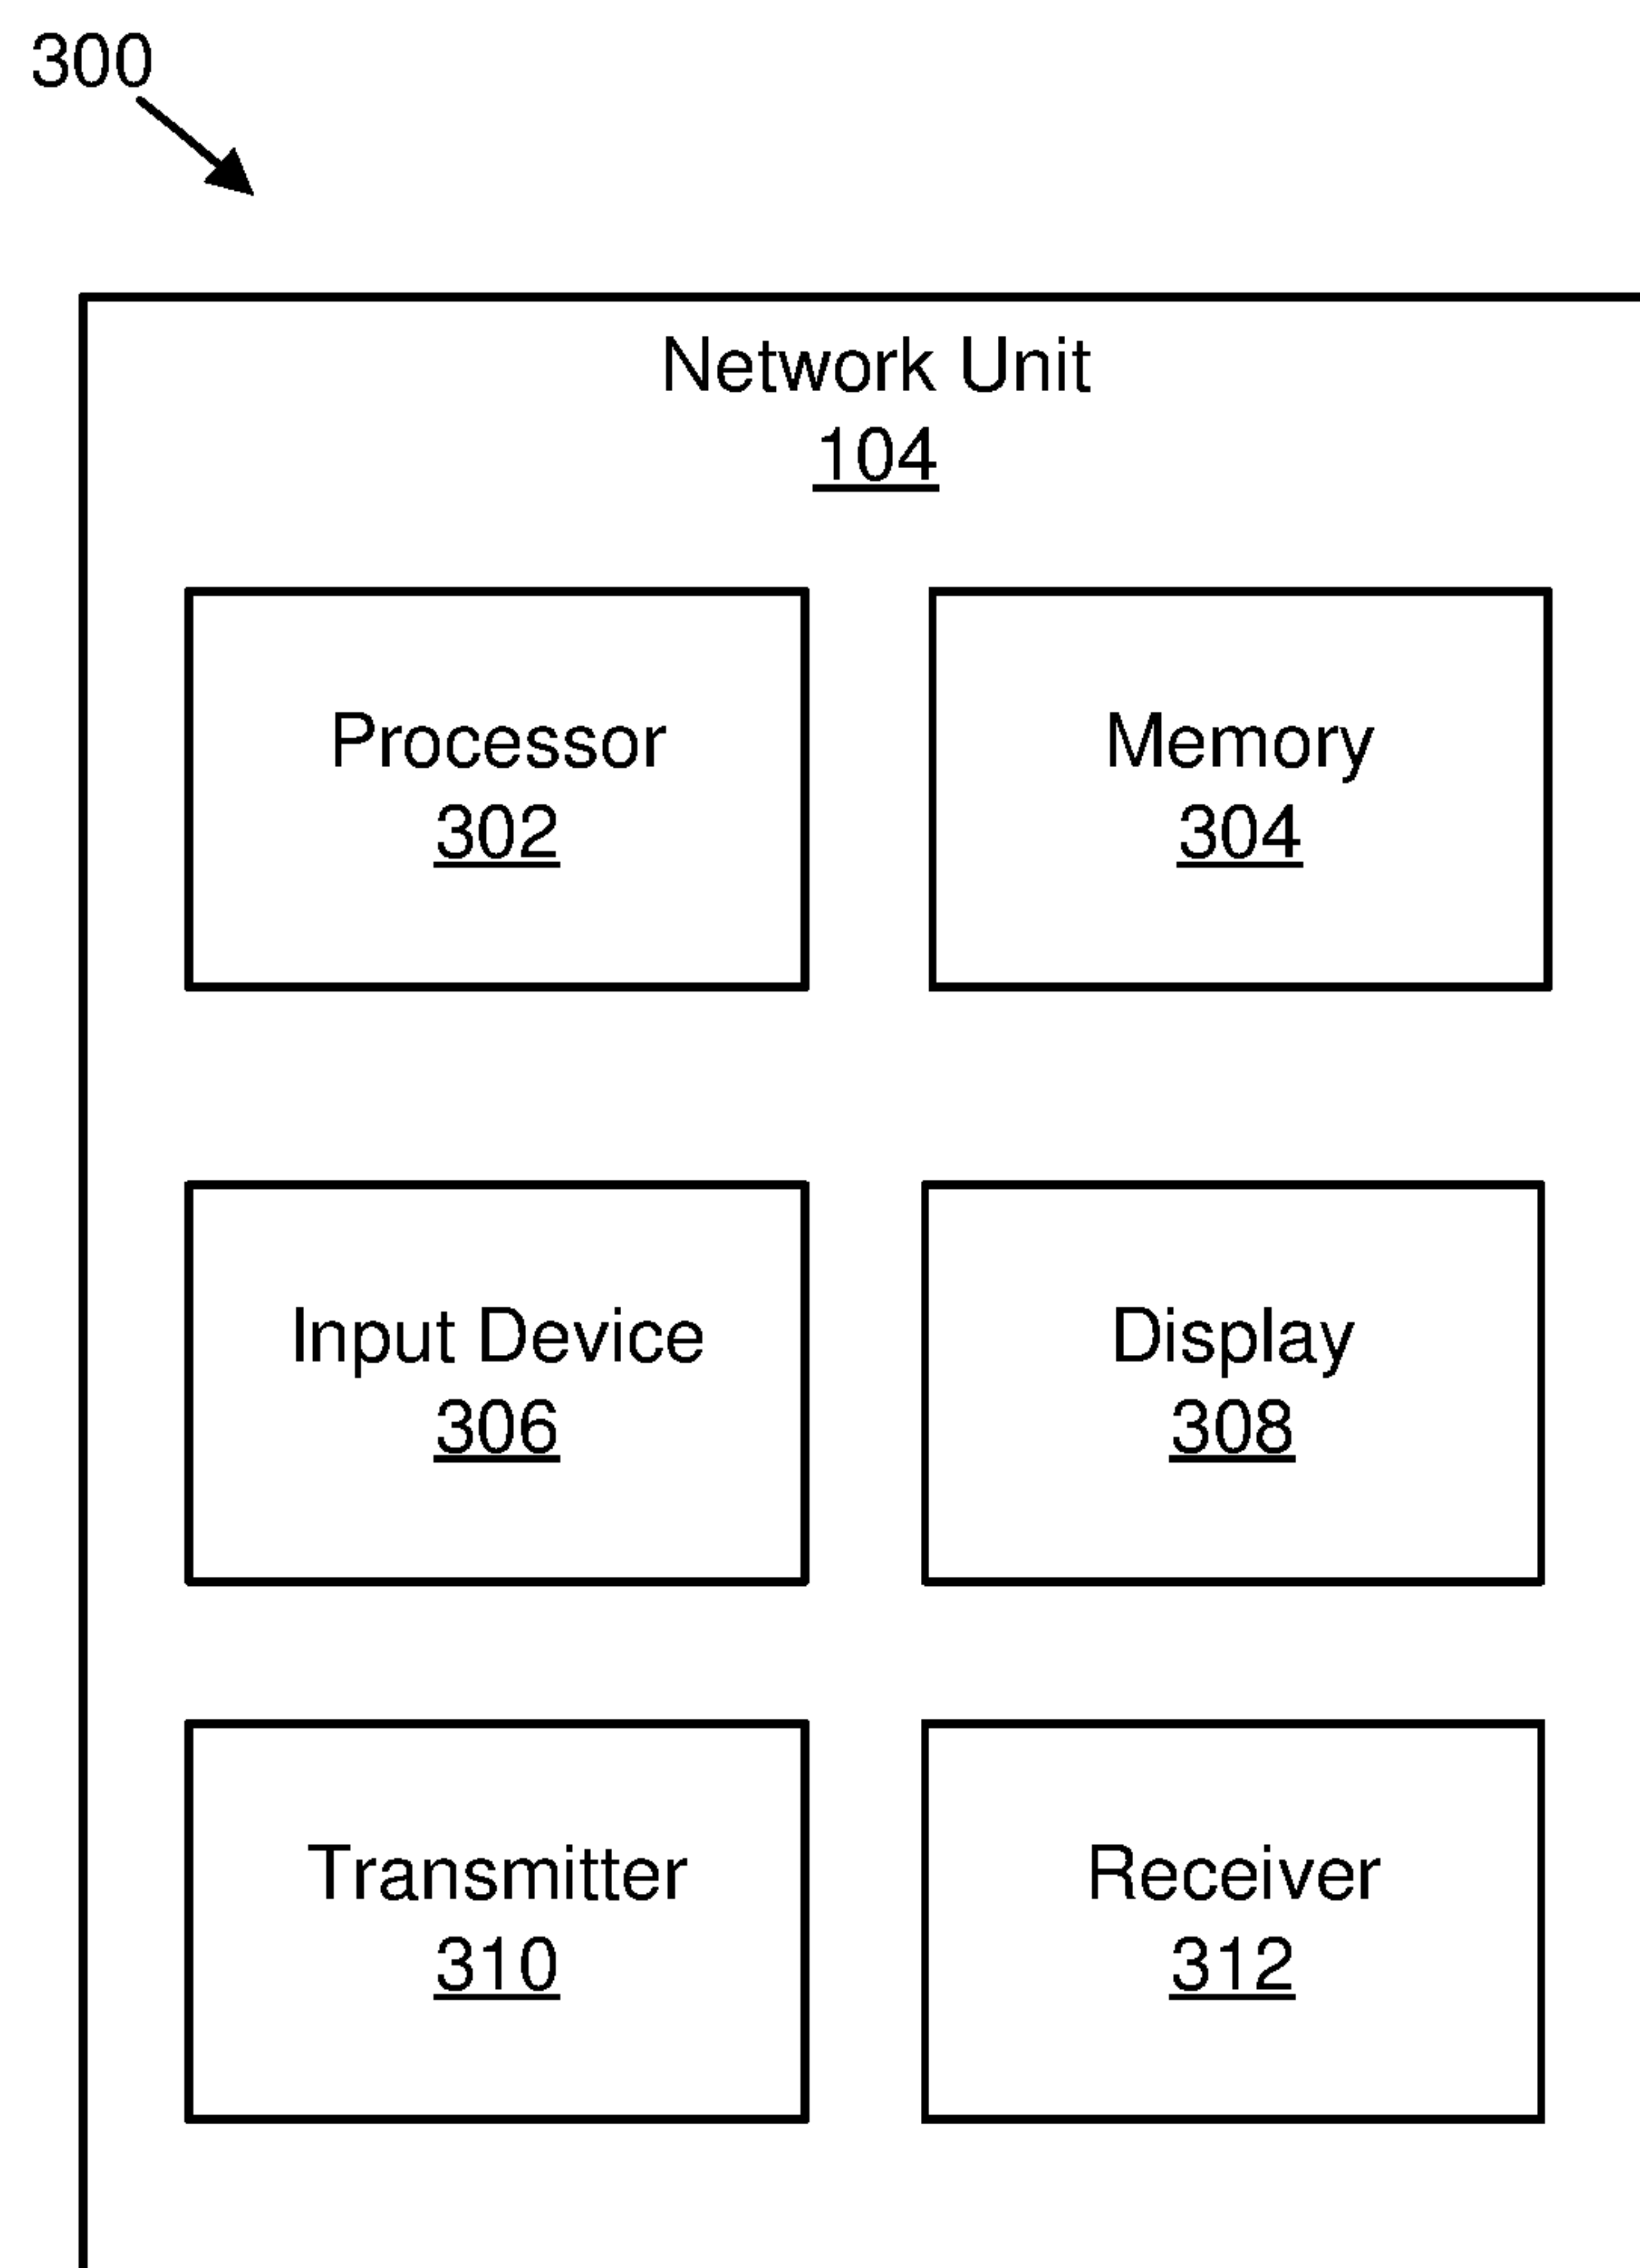 300
Network Unit
104
Processor
302
Memory
304
Input Device
306
Display
308
Transmitter
310
Receiver
312